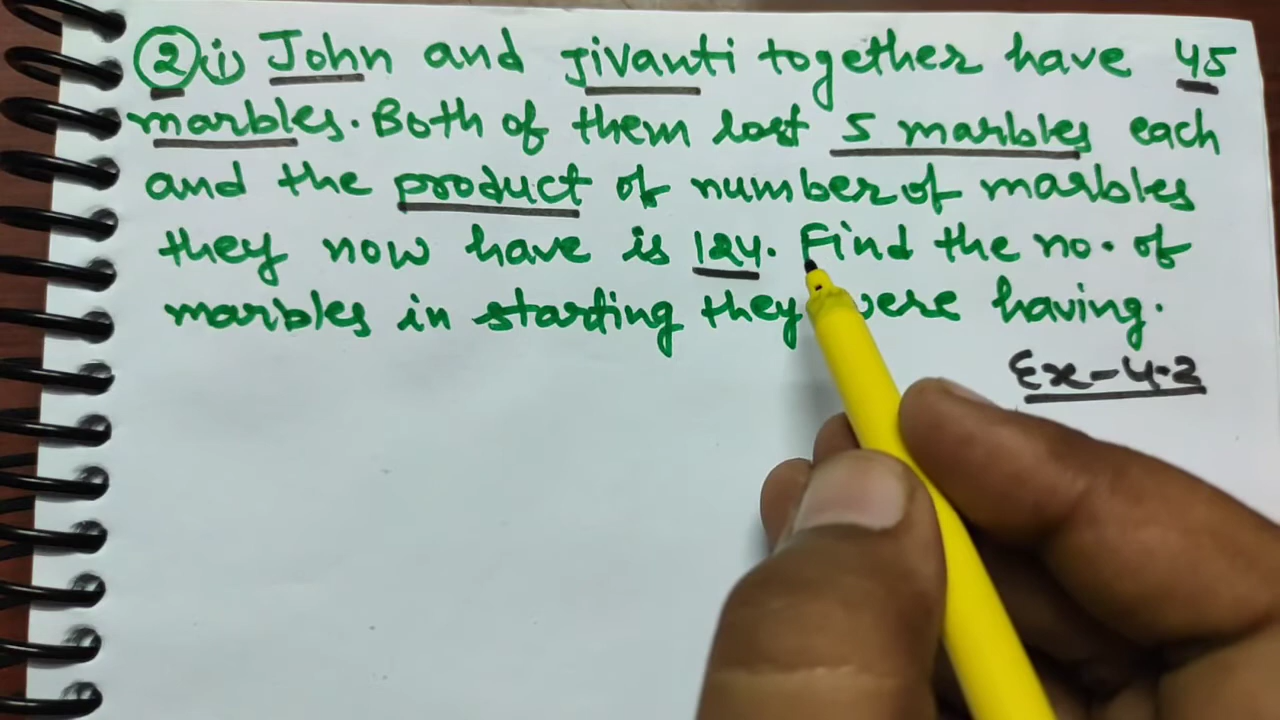 ② i) John and Jivanti together have 45
marbles. Both of them lost 5 marbles each
and the product of number of marbles
they now have is 124. Find the no. of
marbles in starting they were having.
Ex-4.2